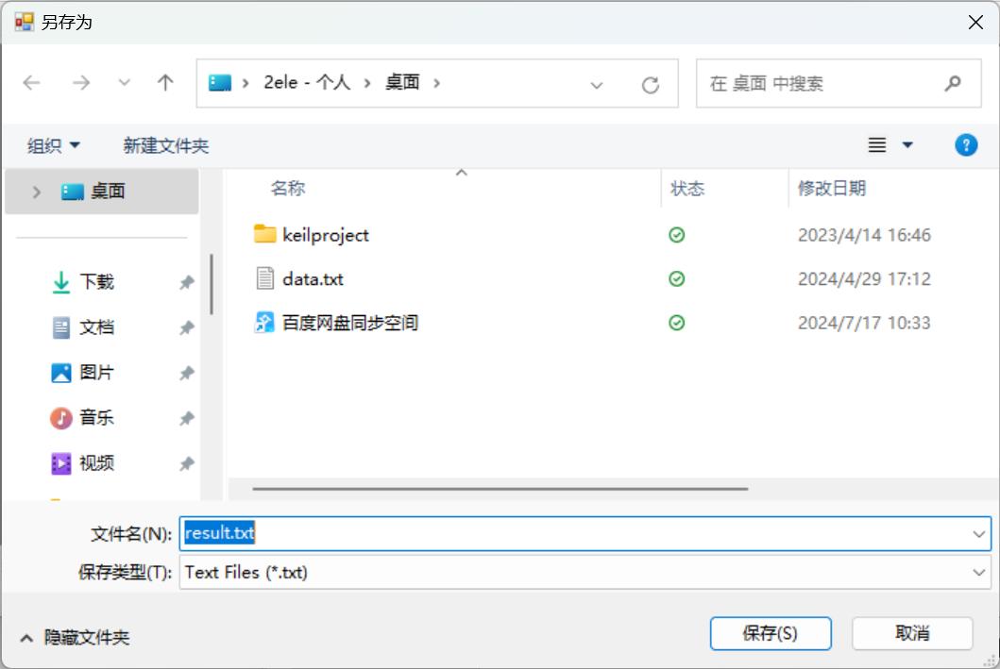 另存为
2ele - 个人 › 桌面 ›
在 桌面 中搜索
组织
新建文件夹
?
桌面
名称
状态
修改日期
keilproject
2023/4/14 16:46
data.txt
2024/4/29 17:12
百度网盘同步空间
2024/7/17 10:33
下载
文档
图片
音乐
视频
文件名(N):
result.txt
保存类型(T):
Text Files (*.txt)
隐藏文件夹
保存(S)
取消